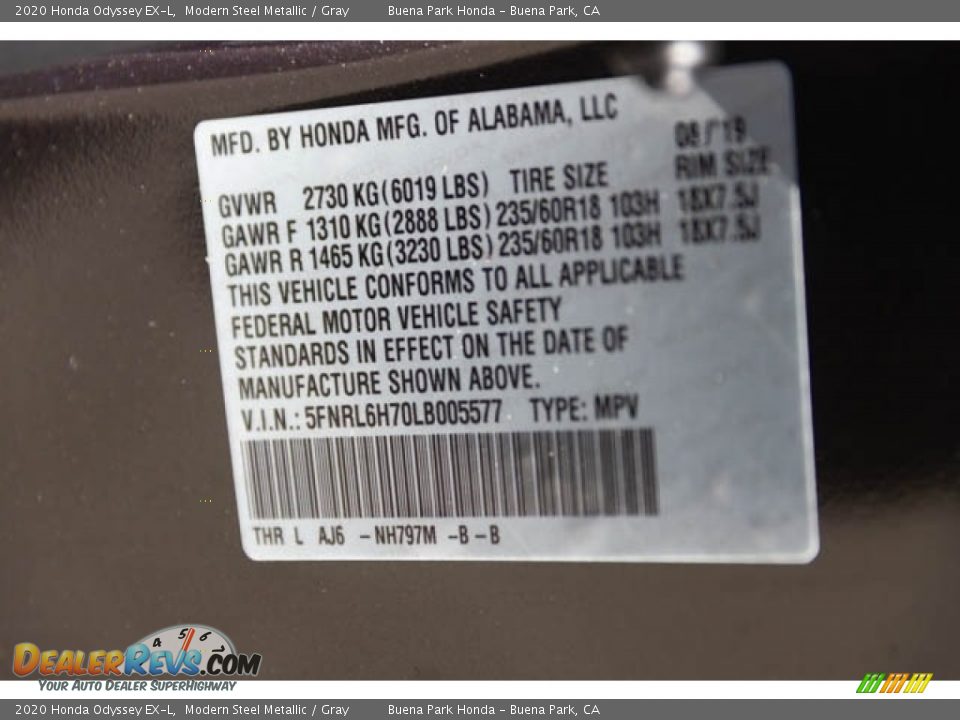 2020 Honda Odyssey EX-L, Modern Steel Metallic / Gray Buena Park Honda - Buena Park, CA
MFD. BY HONDA MFG. OF ALABAMA, LLC 08/'19
GVWR 2730 KG(6019 LBS) TIRE SIZE RIM SIZE
GAWR F 1310 KG(2888 LBS) 235/60R18 103H 18X7.5J
GAWR R 1465 KG(3230 LBS) 235/60R18 103H 18X7.5J
THIS VEHICLE CONFORMS TO ALL APPLICABLE
FEDERAL MOTOR VEHICLE SAFETY
STANDARDS IN EFFECT ON THE DATE OF
MANUFACTURE SHOWN ABOVE.
V.I.N.: 5FNRL6H70LB005577 TYPE: MPV
THR L AJ6 -NH797M -B-B
4 5 6
DEALERREVS.COM
YOUR AUTO DEALER SUPERHIGHWAY
2020 Honda Odyssey EX-L, Modern Steel Metallic / Gray Buena Park Honda - Buena Park, CA